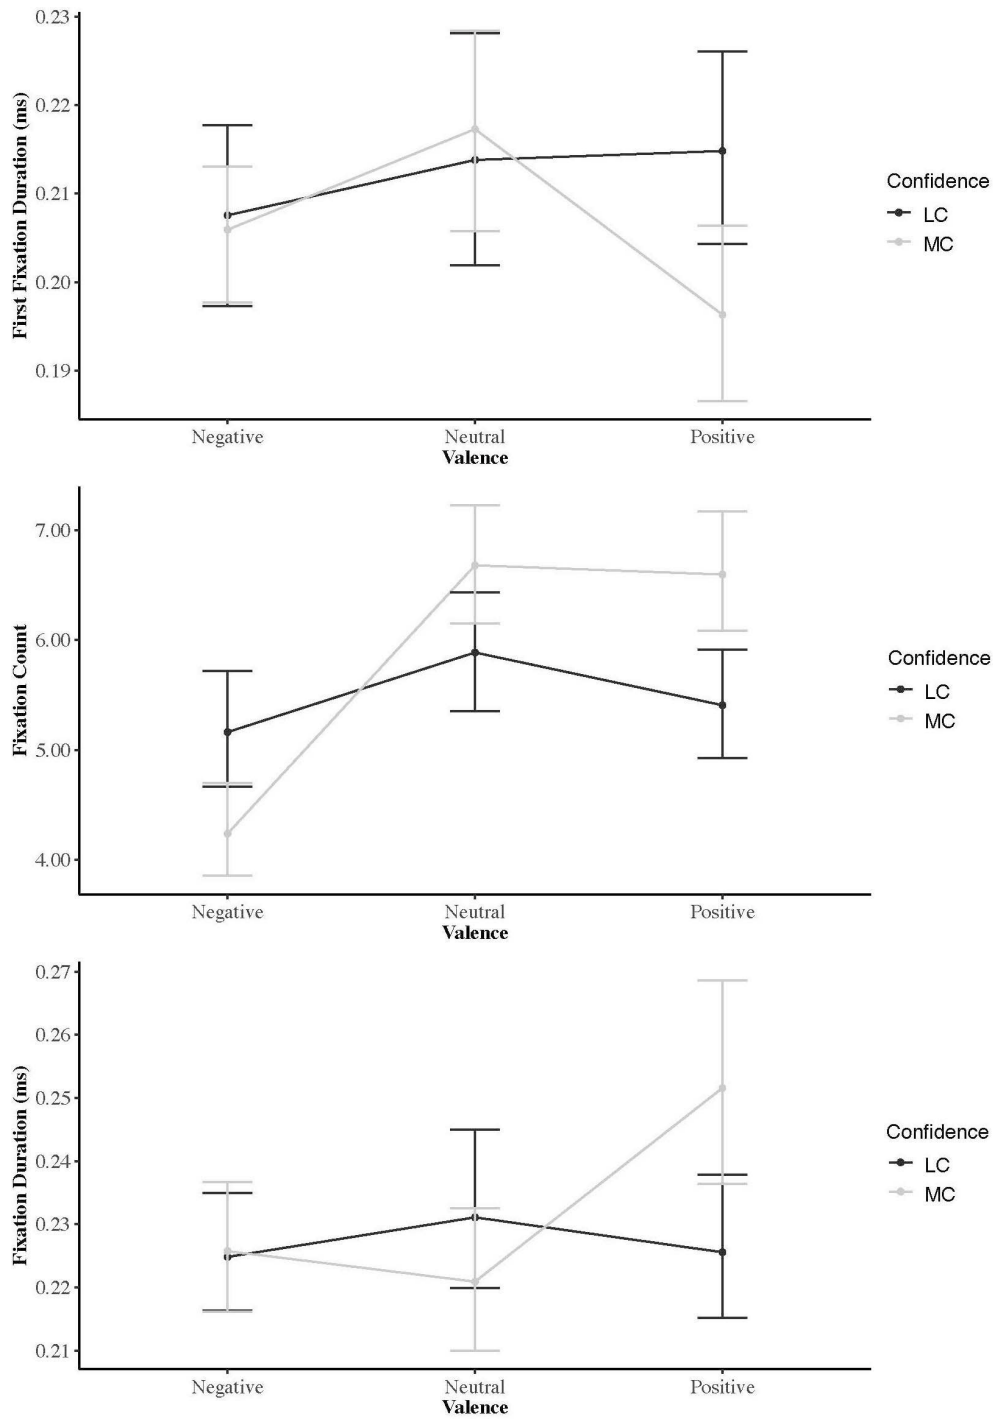 0.23
0.22
0.21
0.20
0.19
First Fixation Duration (ms)
Negative Neutral Positive
Valence
Confidence
LC
MC
7.00
6.00
5.00
4.00
Fixation Count
Negative Neutral Positive
Valence
Confidence
LC
MC
0.27
0.26
0.25
0.24
0.23
0.22
0.21
Fixation Duration (ms)
Negative Neutral Positive
Valence
Confidence
LC
MC